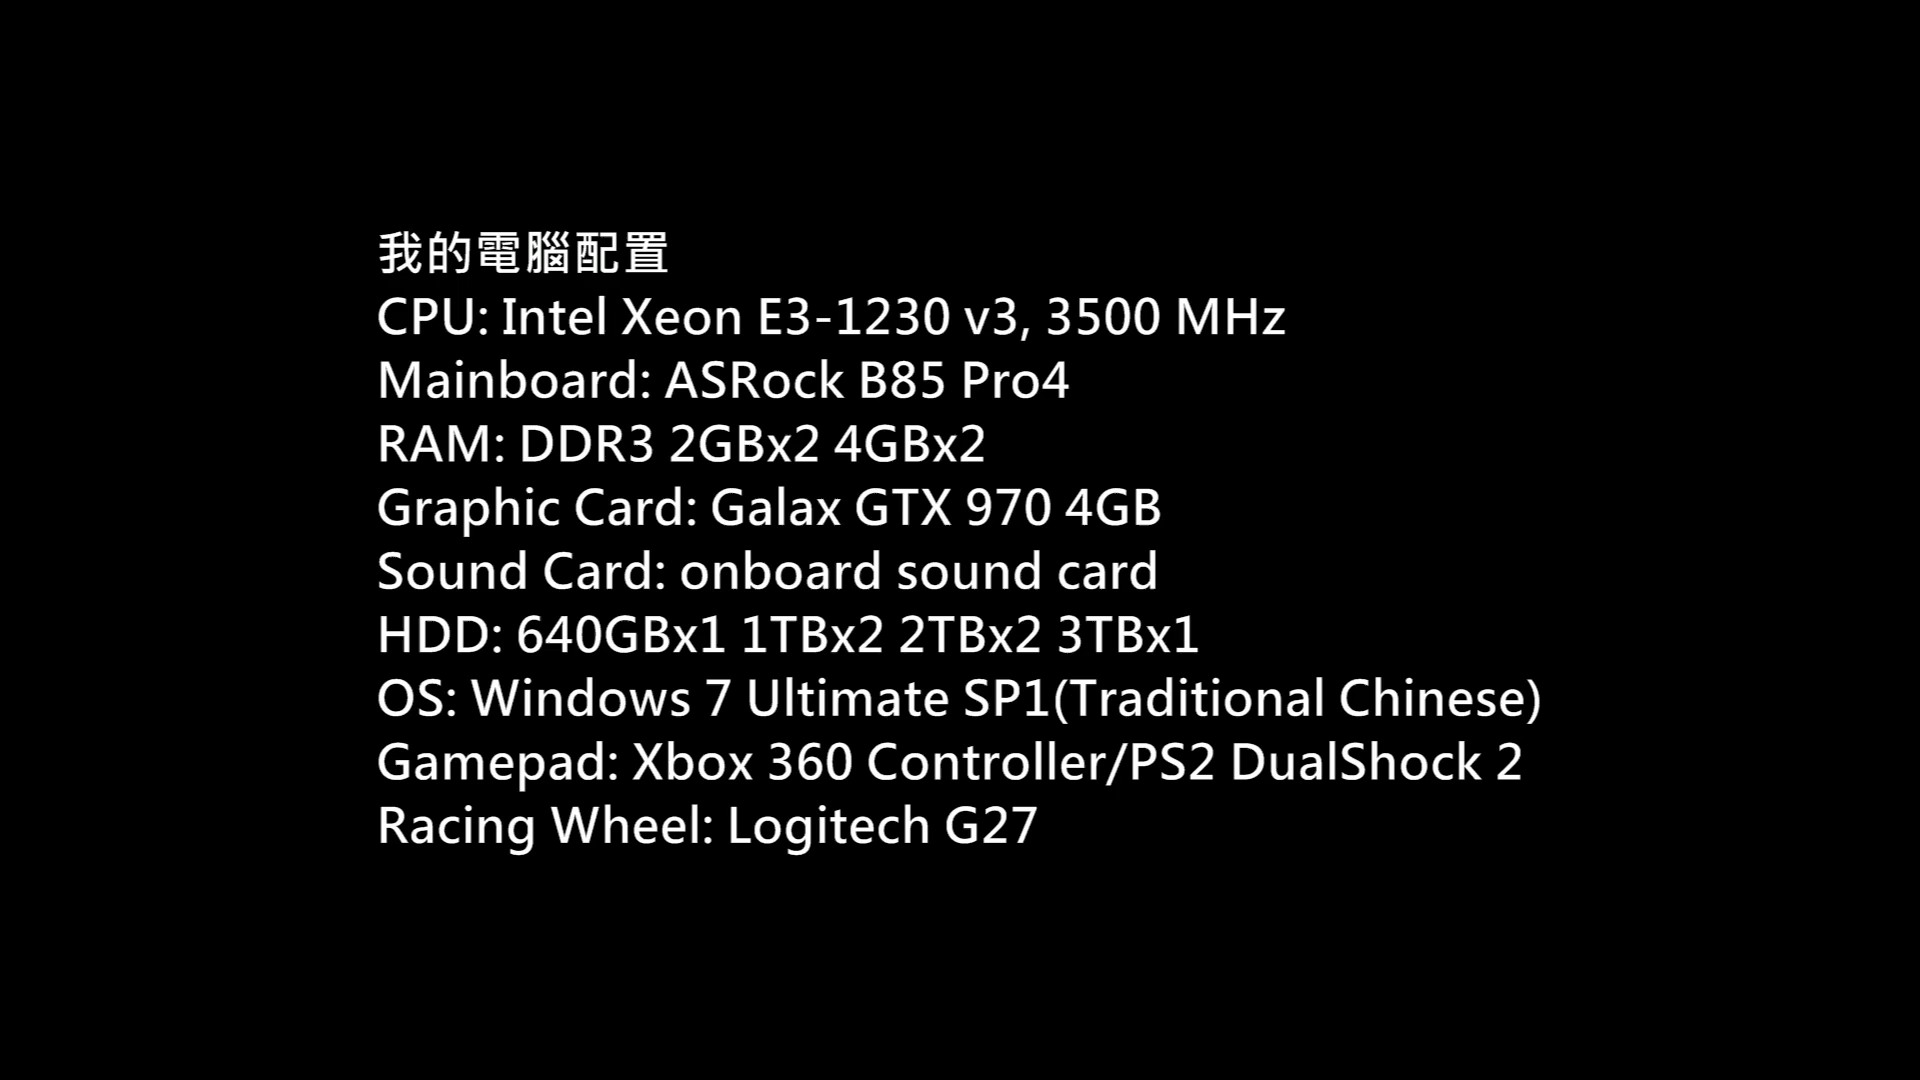 我的電腦配置
CPU: Intel Xeon E3-1230 v3, 3500 MHz
Mainboard: ASRock B85 Pro4
RAM: DDR3 2GBx2 4GBx2
Graphic Card: Galax GTX 970 4GB
Sound Card: onboard sound card
HDD: 640GBx1 1TBx2 2TBx2 3TBx1
OS: Windows 7 Ultimate SP1(Traditional Chinese)
Gamepad: Xbox 360 Controller/PS2 DualShock 2
Racing Wheel: Logitech G27